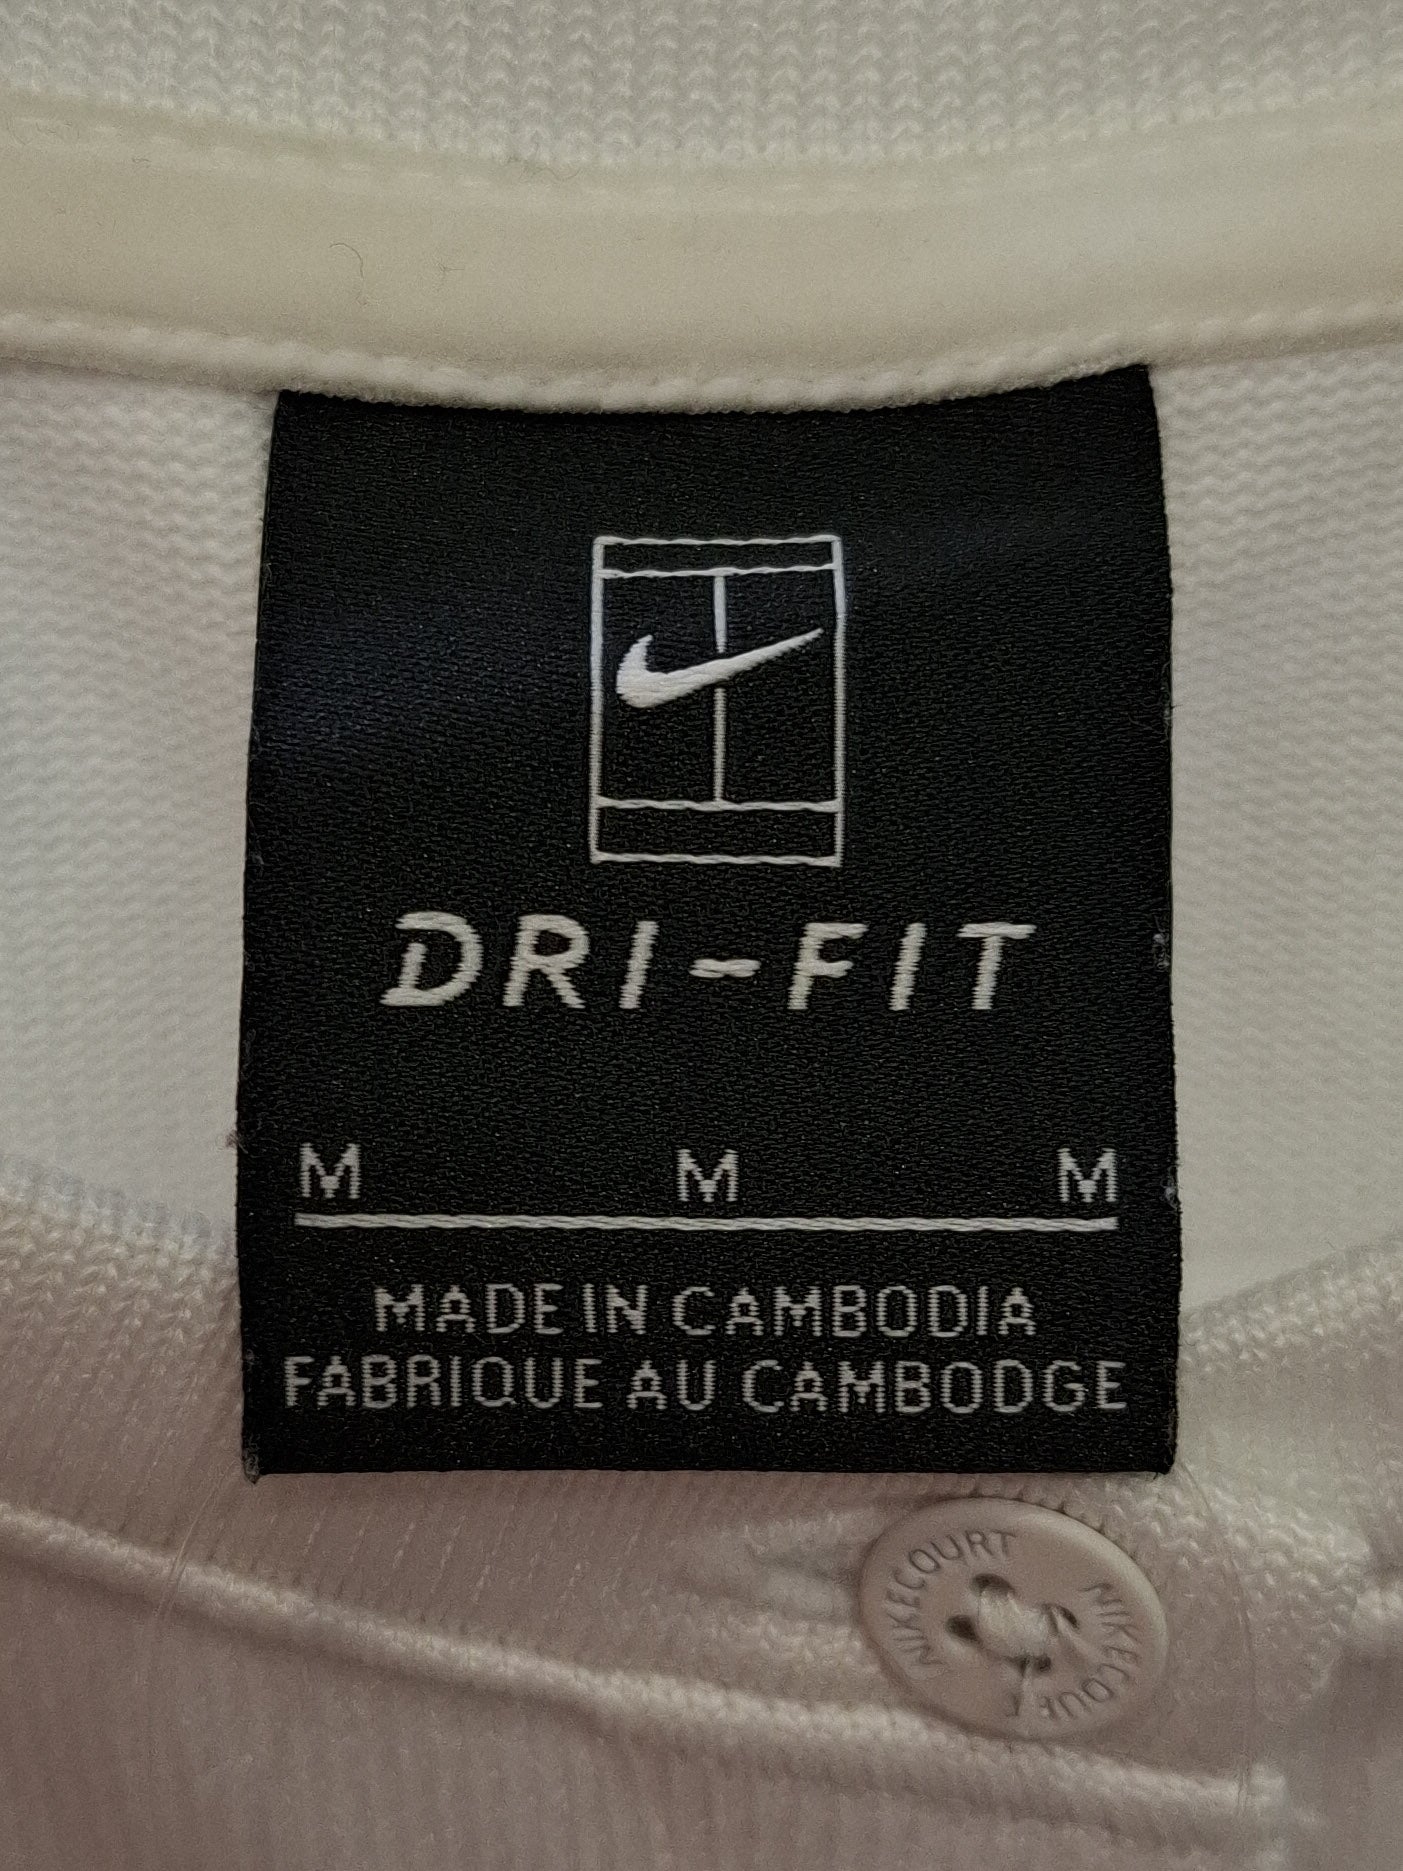 DRI-FIT
M M M
MADE IN CAMBODIA
FABRIQUE AU CAMBODGE
NIKECOURT NIKECOURT